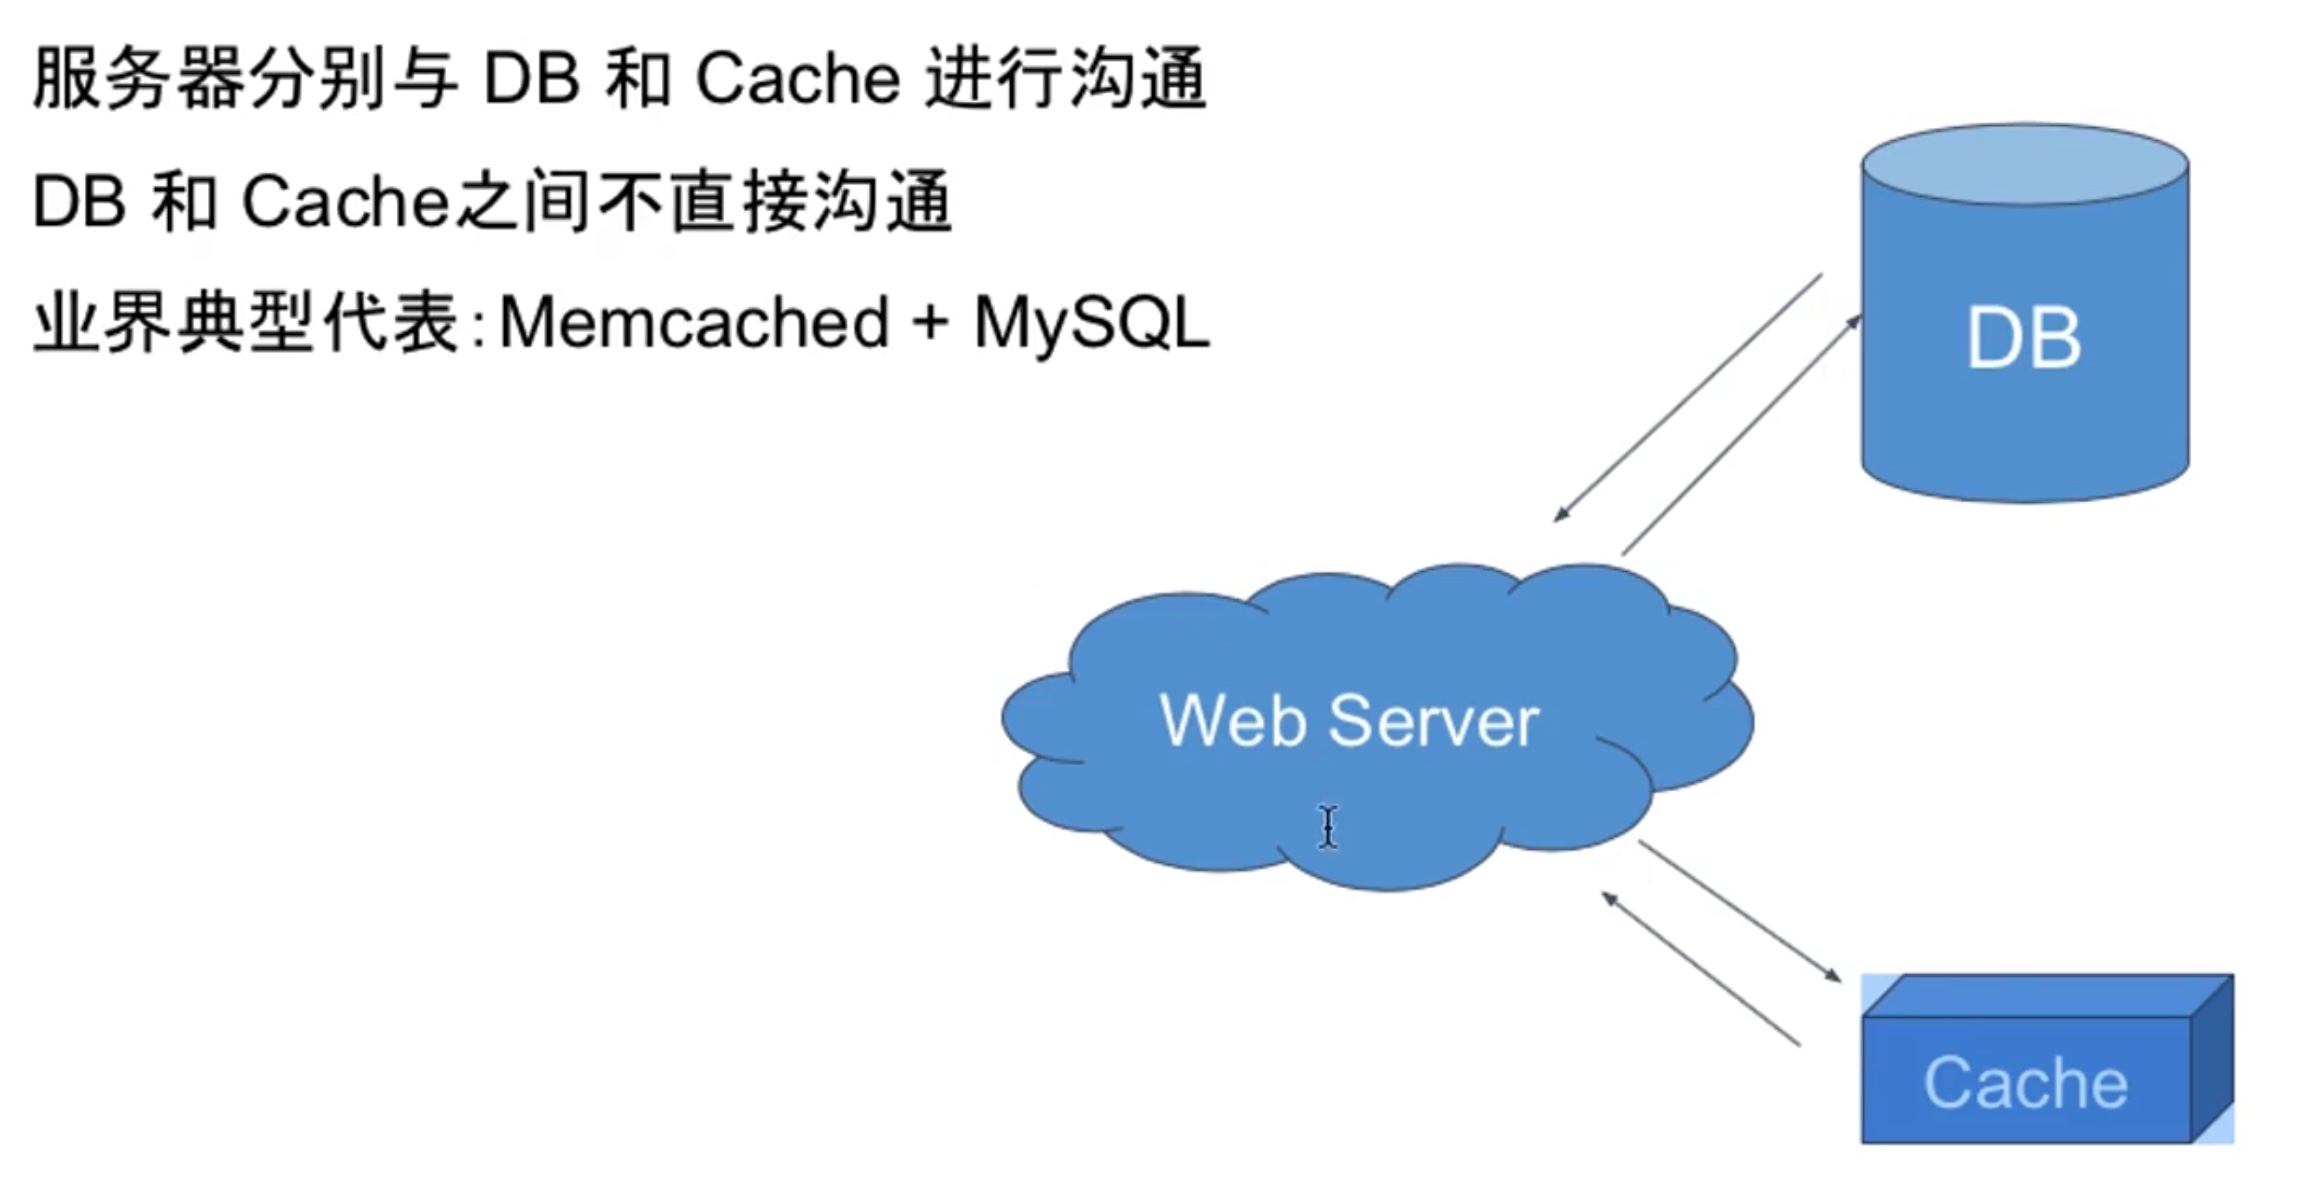 服务器分别与 DB 和 Cache 进行沟通
DB 和 Cache之间不直接沟通
业界典型代表：Memcached + MySQL
DB
Web Server
Cache